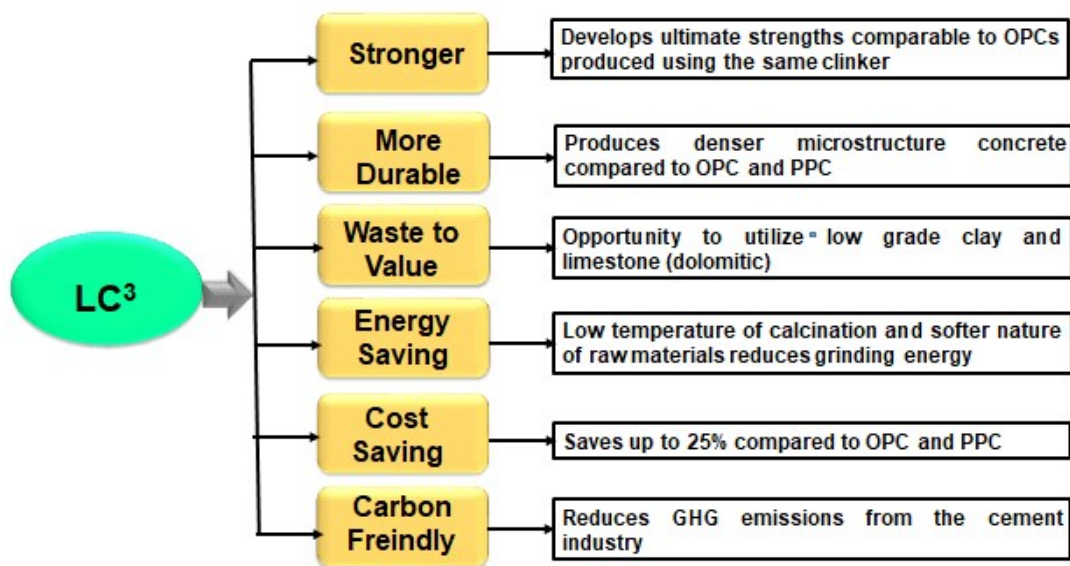 LC³
Stronger
Develops ultimate strengths comparable to OPCs
produced using the same clinker
More
Durable
Produces denser microstructure concrete
compared to OPC and PPC
Waste to
Value
Opportunity to utilize low grade clay and
limestone (dolomitic)
Energy
Saving
Low temperature of calcination and softer nature
of raw materials reduces grinding energy
Cost
Saving
Saves up to 25% compared to OPC and PPC
Carbon
Freindly
Reduces GHG emissions from the cement
industry